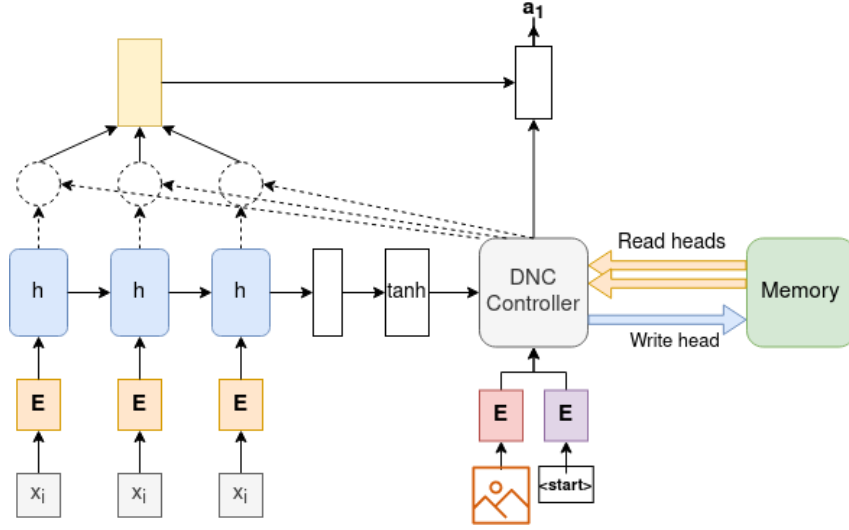 a1
Read heads
h
h
h
tanh
DNC
Controller
Memory
Write head
E
E
E
E
E
xi
xi
xi
<start>